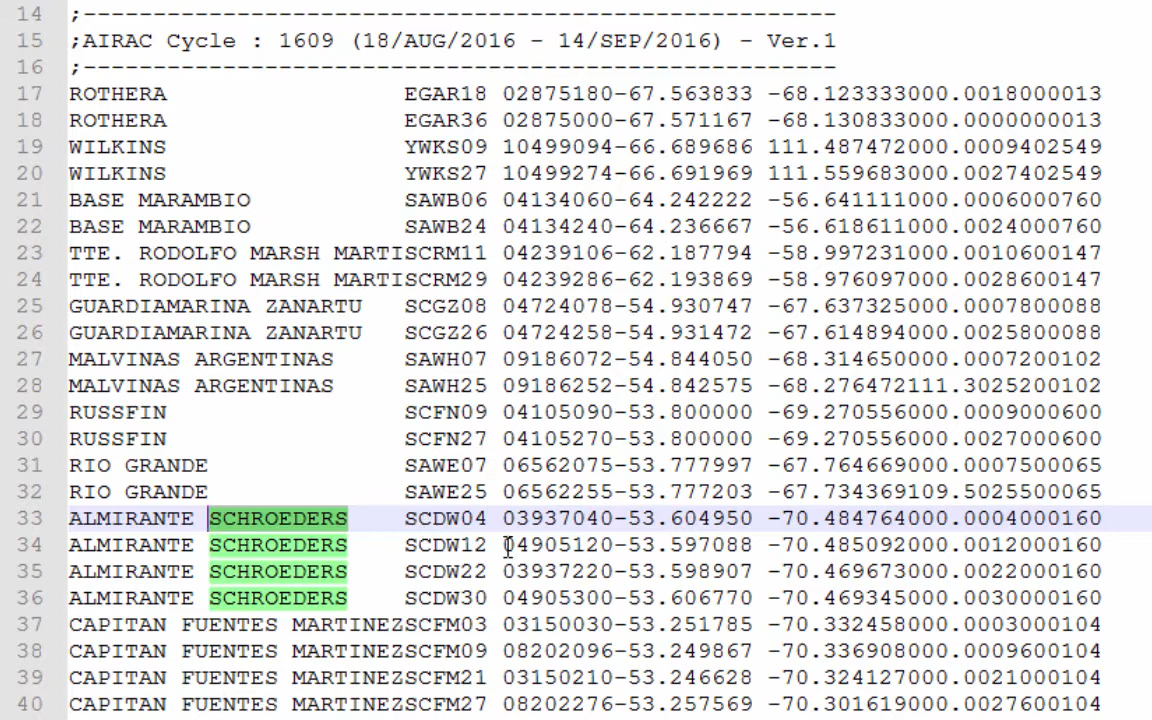 14 ;------------------------------------------------------
15 ;AIRAC Cycle : 1609 (18/AUG/2016 - 14/SEP/2016) - Ver.1
16 ;------------------------------------------------------
17 ROTHERA                 EGAR18 02875180-67.563833 -68.123333000.0018000013
18 ROTHERA                 EGAR36 02875000-67.571167 -68.130833000.0000000013
19 WILKINS                 YWKS09 10499094-66.689686 111.487472000.0009402549
20 WILKINS                 YWKS27 10499274-66.691969 111.559683000.0027402549
21 BASE MARAMBIO           SAWB06 04134060-64.242222 -56.641111000.0006000760
22 BASE MARAMBIO           SAWB24 04134240-64.236667 -56.618611000.0024000760
23 TTE. RODOLFO MARSH MARTISCRM11 04239106-62.187794 -58.997231000.0010600147
24 TTE. RODOLFO MARSH MARTISCRM29 04239286-62.193869 -58.976097000.0028600147
25 GUARDIAMARINA ZANARTU   SCGZ08 04724078-54.930747 -67.637325000.0007800088
26 GUARDIAMARINA ZANARTU   SCGZ26 04724258-54.931472 -67.614894000.0025800088
27 MALVINAS ARGENTINAS     SAWH07 09186072-54.844050 -68.314650000.0007200102
28 MALVINAS ARGENTINAS     SAWH25 09186252-54.842575 -68.276472111.3025200102
29 RUSSFIN                 SCFN09 04105090-53.800000 -69.270556000.0009000600
30 RUSSFIN                 SCFN27 04105270-53.800000 -69.270556000.0027000600
31 RIO GRANDE              SAWE07 06562075-53.777997 -67.764669000.0007500065
32 RIO GRANDE              SAWE25 06562255-53.777203 -67.734369109.5025500065
33 ALMIRANTE SCHROEDERS    SCDW04 03937040-53.604950 -70.484764000.0004000160
34 ALMIRANTE SCHROEDERS    SCDW12 04905120-53.597088 -70.485092000.0012000160
35 ALMIRANTE SCHROEDERS    SCDW22 03937220-53.598907 -70.469673000.0022000160
36 ALMIRANTE SCHROEDERS    SCDW30 04905300-53.606770 -70.469345000.0030000160
37 CAPITAN FUENTES MARTINEZSCFM03 03150030-53.251785 -70.332458000.0003000104
38 CAPITAN FUENTES MARTINEZSCFM09 08202096-53.249867 -70.336908000.0009600104
39 CAPITAN FUENTES MARTINEZSCFM21 03150210-53.246628 -70.324127000.0021000104
40 CAPITAN FUENTES MARTINEZSCFM27 08202276-53.257569 -70.301619000.0027600104